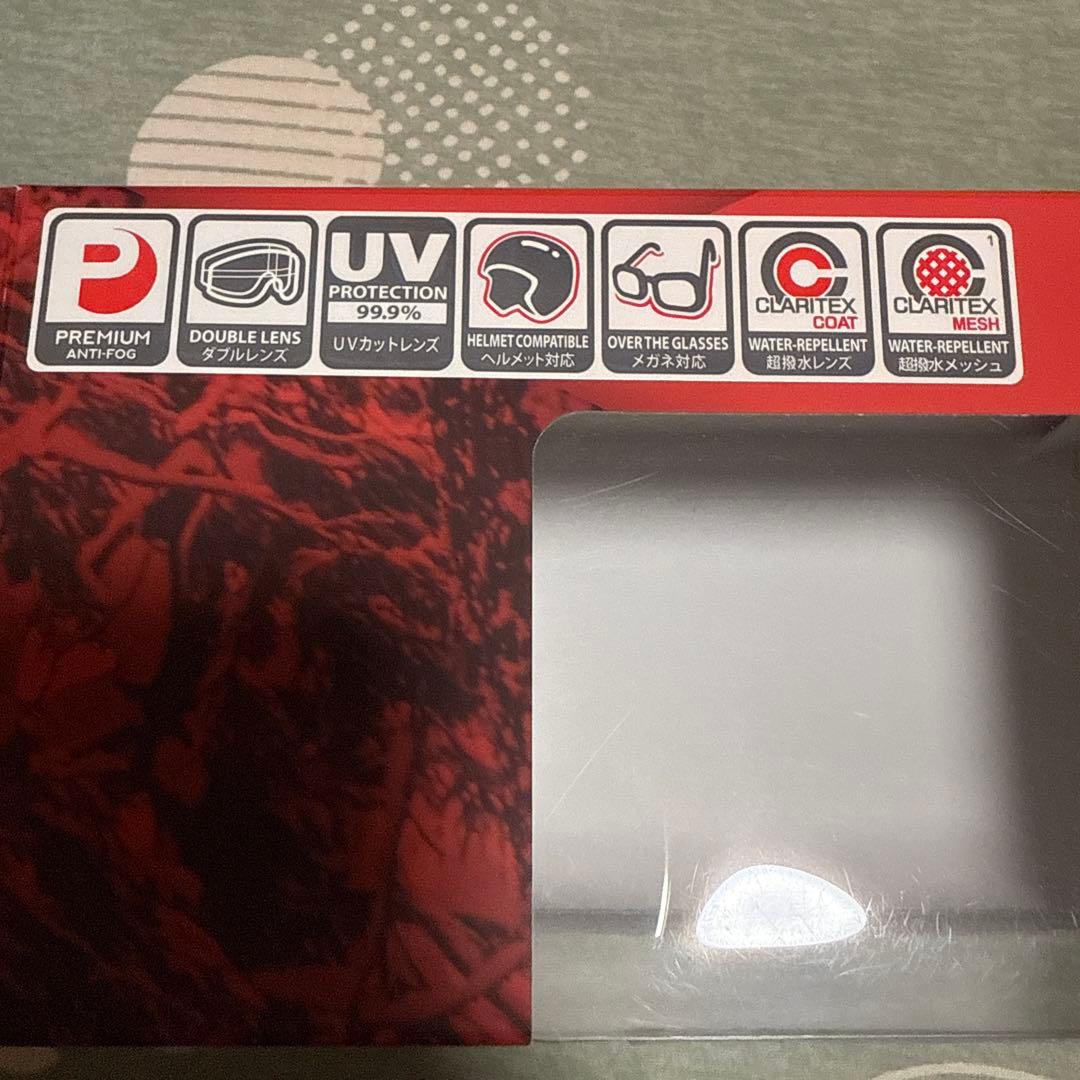 P
PREMIUM
ANTI-FOG
DOUBLE LENS
ダブルレンズ
UV
PROTECTION
99.9%
UVカットレンズ
HELMET COMPATIBLE
ヘルメット対応
OVER THE GLASSES
メガネ対応
C
CLARITEX
COAT
WATER-REPELLENT
超撥水レンズ
1
C
CLARITEX
MESH
WATER-REPELLENT
超撥水メッシュ